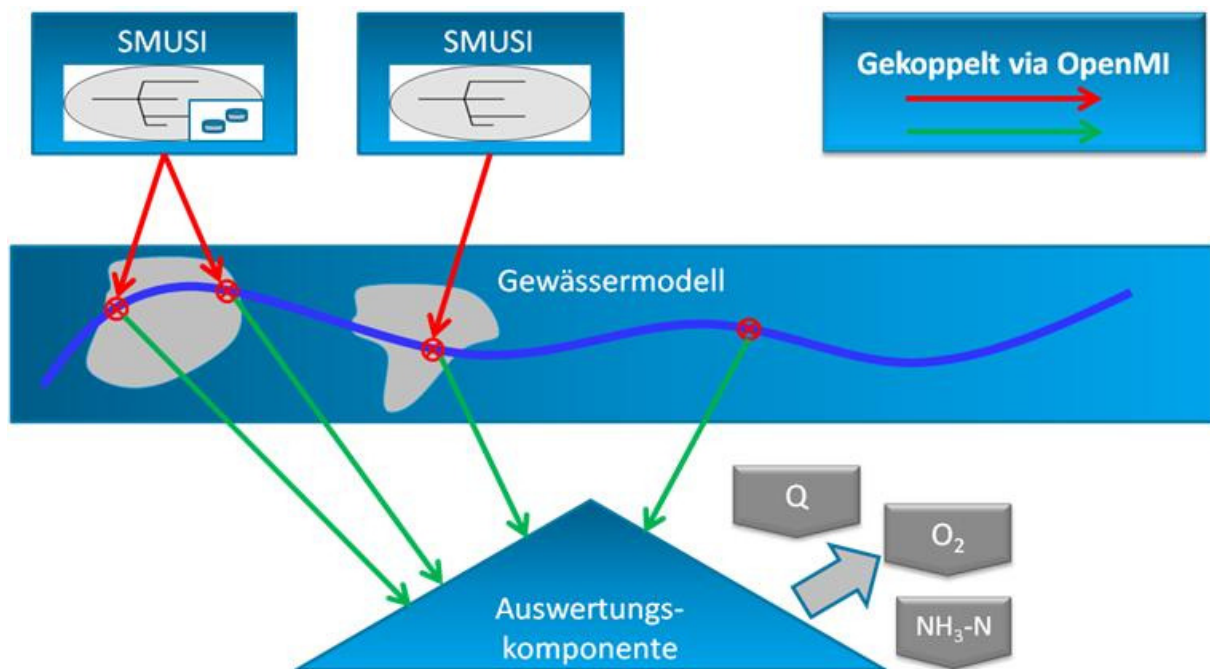 SMUSI
SMUSI
Gekoppelt via OpenMI
Gewässermodell
Q
O₂
NH₃-N
Auswertungs-
komponente